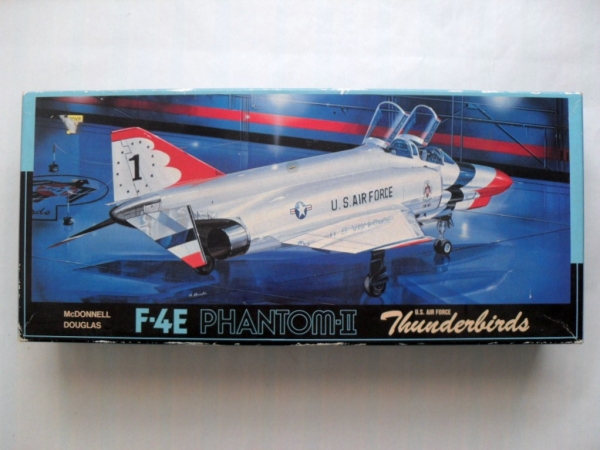 1
U.S. AIR FORCE
McDONNELL
DOUGLAS
F-4E PHANTOM-II
U.S. AIR FORCE
Thunderbirds